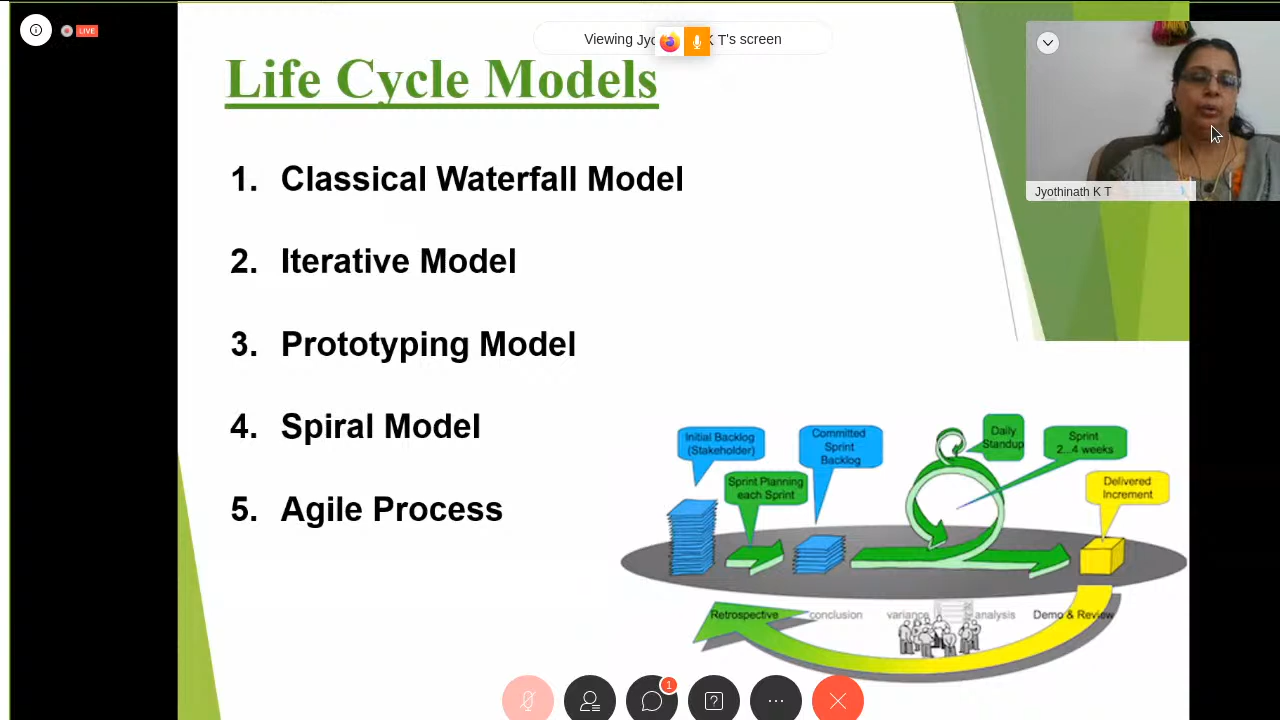 LIVE
Viewing Jyo K T's screen
Life Cycle Models
1. Classical Waterfall Model
2. Iterative Model
3. Prototyping Model
4. Spiral Model
5. Agile Process
Jyothinath K T
Initial Backlog
(Stakeholder)
Sprint Planning
each Sprint
Committed
Sprint
Backlog
Daily
Standup
Sprint
2...4 weeks
Delivered
Increment
Retrospective conclusion variance analysis Demo & Review
1